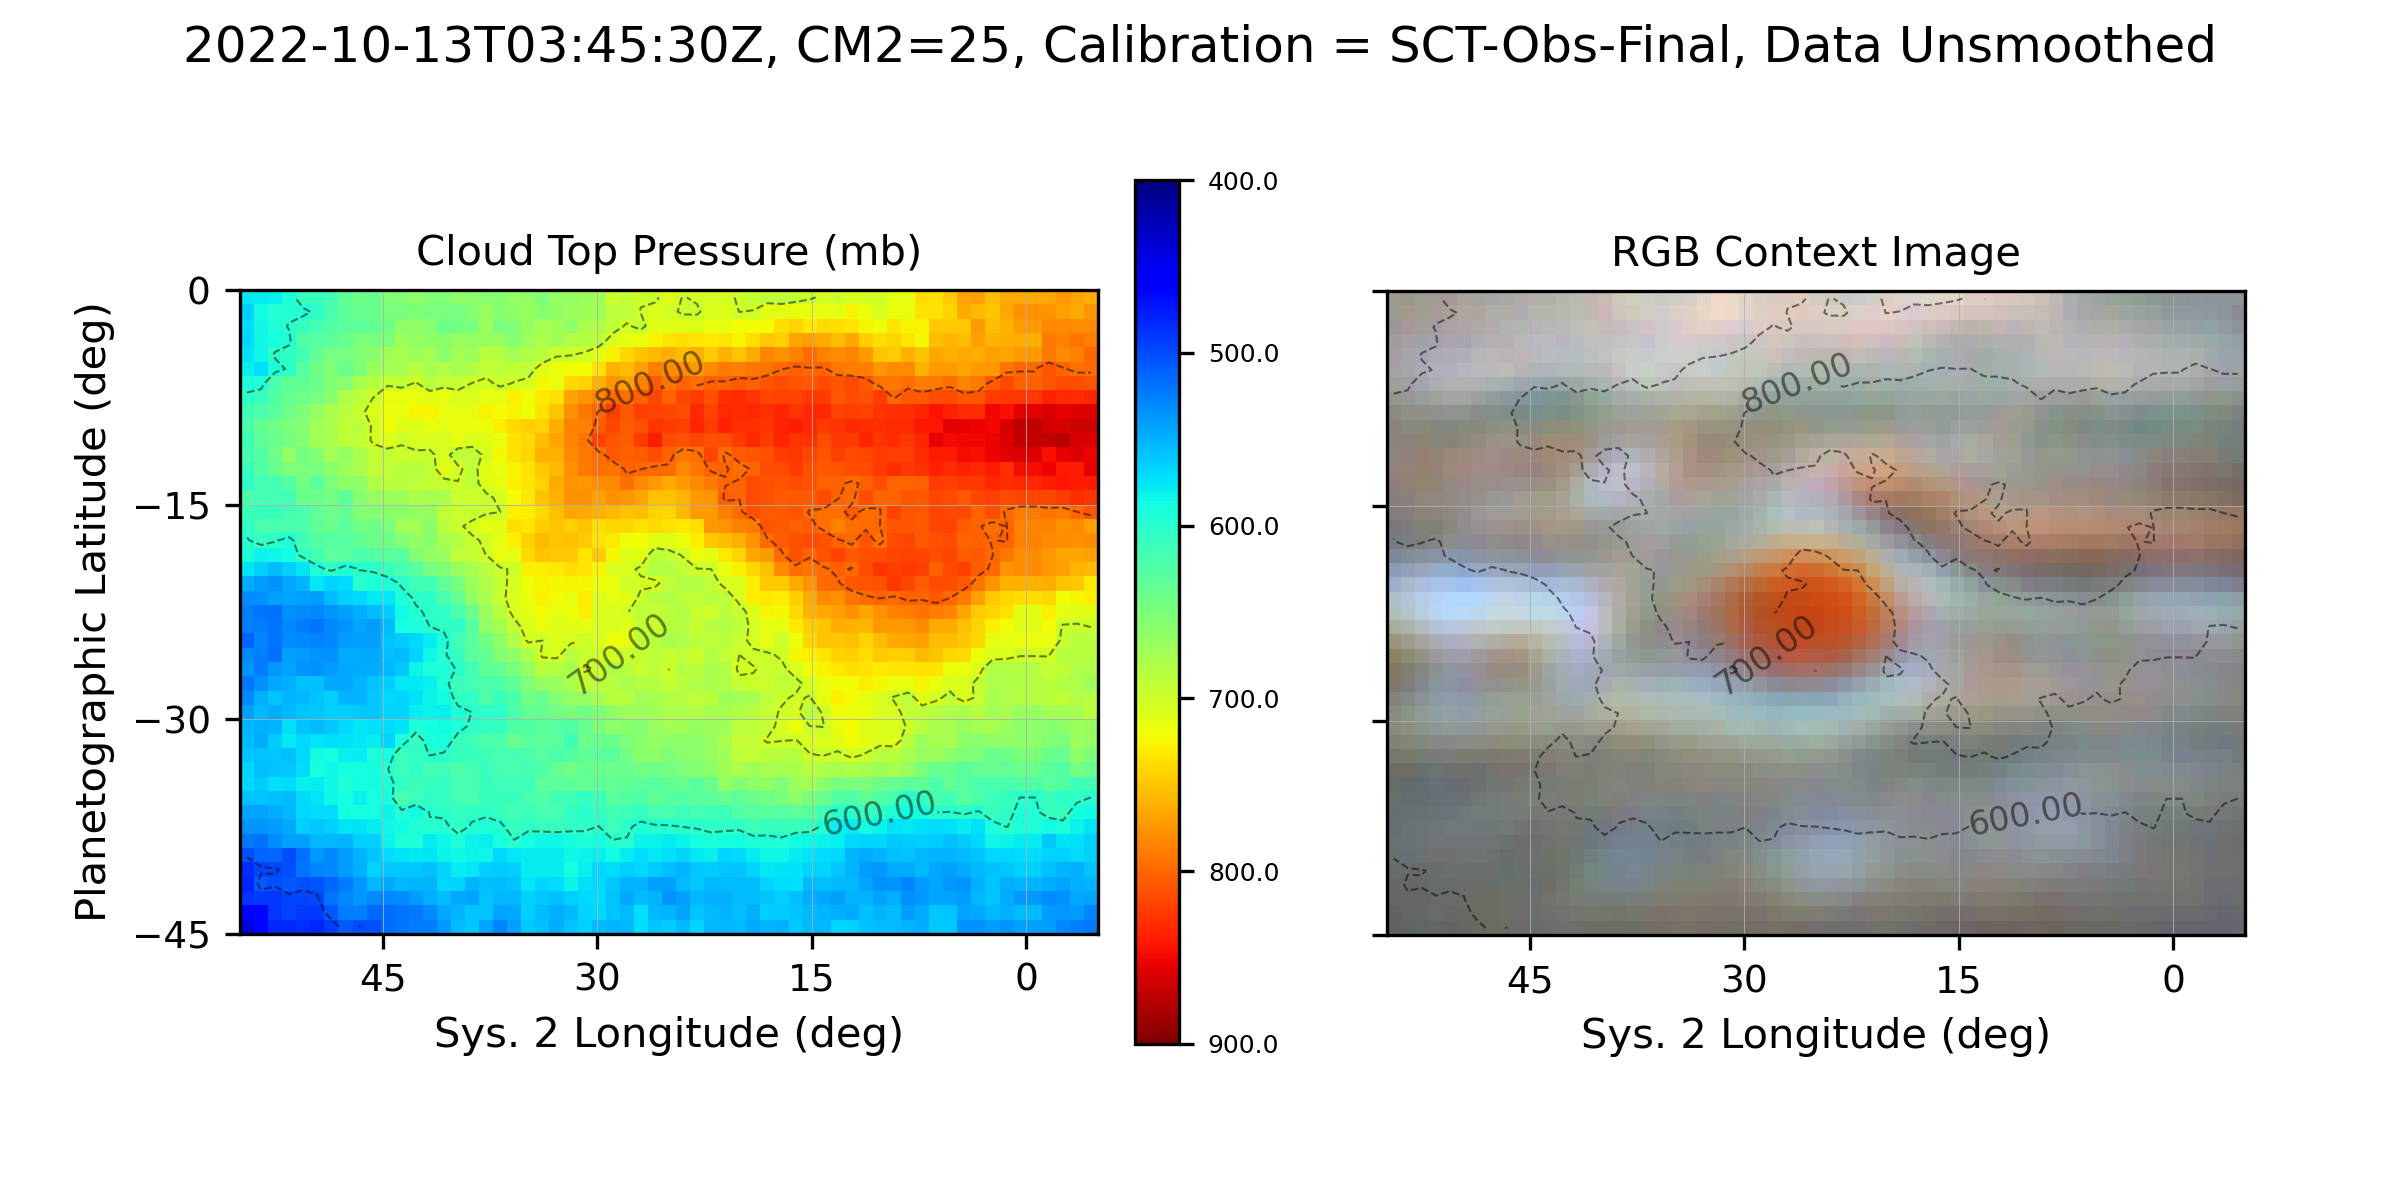 2022-10-13T03:45:30Z, CM2=25, Calibration = SCT-Obs-Final, Data Unsmoothed
Cloud Top Pressure (mb)
Planetographic Latitude (deg)
0
−15
−30
−45
800.00
700.00
600.00
45 30 15 0
Sys. 2 Longitude (deg)
400.0
500.0
600.0
700.0
800.0
900.0
RGB Context Image
800.00
700.00
600.00
45 30 15 0
Sys. 2 Longitude (deg)